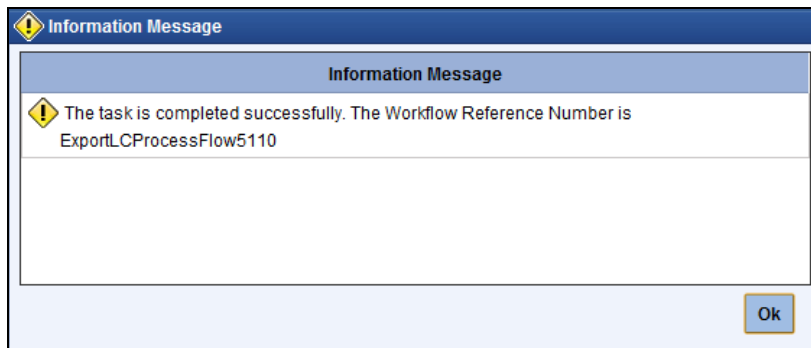 Information Message
Information Message
The task is completed successfully. The Workflow Reference Number is
ExportLCProcessFlow5110
Ok